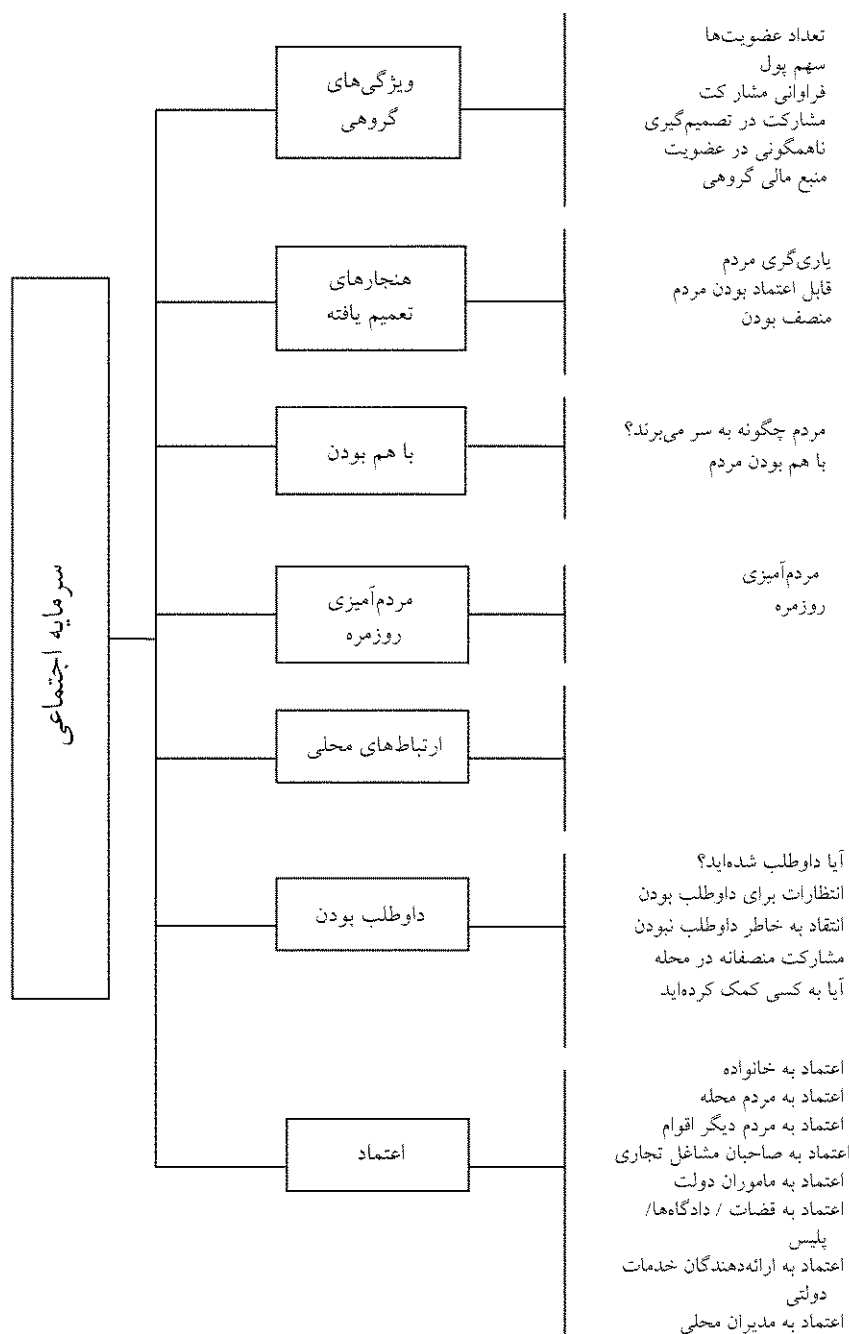 سرمایه اجتماعی
ویژگی‌های
گروهی
تعداد عضویت‌ها
سهم پول
فراوانی مشارکت
مشارکت در تصمیم‌گیری
ناهمگونی در عضویت
منبع مالی گروهی
هنجارهای
تعمیم یافته
یاری‌گری مردم
قابل اعتماد بودن مردم
منصف بودن
با هم بودن
مردم چگونه به سر می‌برند؟
با هم بودن مردم
مردم‌آمیزی
روزمره
مردم‌آمیزی
روزمره
ارتباط‌های محلی
داوطلب بودن
آیا داوطلب شده‌اید؟
انتظارات برای داوطلب بودن
انتقاد به خاطر داوطلب نبودن
مشارکت منصفانه در محله
آیا به کسی کمک کرده‌اید
اعتماد
اعتماد به خانواده
اعتماد به مردم محله
اعتماد به مردم دیگر اقوام
اعتماد به صاحبان مشاغل تجاری
اعتماد به ماموران دولت
اعتماد به قضات / دادگاه‌ها/
پلیس
اعتماد به ارائه‌دهندگان خدمات
دولتی
اعتماد به مدیران محلی